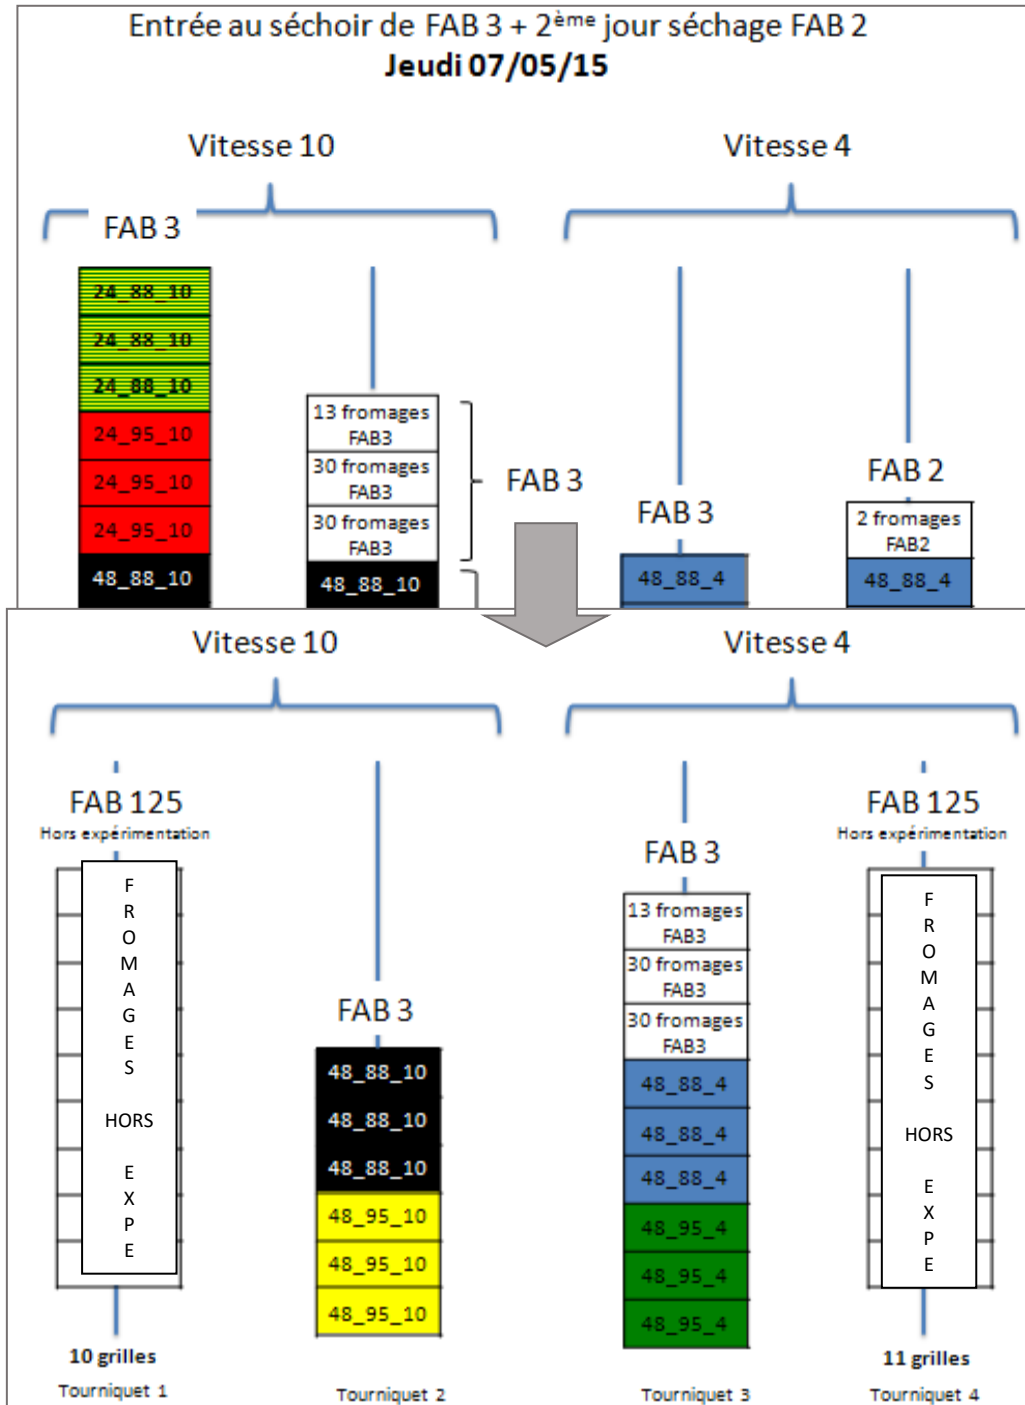 Entrée au séchoir de FAB 3 + 2ème jour séchage FAB 2
Jeudi 07/05/15
Vitesse 10
Vitesse 4
FAB 3
24_88_10
24_88_10
24_88_10
24_95_10
24_95_10
24_95_10
48_88_10
13 fromages
FAB3
30 fromages
FAB3
30 fromages
FAB3
48_88_10
FAB 3
FAB 3
48_88_4
FAB 2
2 fromages
FAB2
48_88_4
Vitesse 10
Vitesse 4
FAB 125
Hors expérimentation
F
R
O
M
A
G
E
S
HORS
E
X
P
E
10 grilles
Tourniquet 1
FAB 3
48_88_10
48_88_10
48_88_10
48_95_10
48_95_10
48_95_10
Tourniquet 2
FAB 3
13 fromages
FAB3
30 fromages
FAB3
30 fromages
FAB3
48_88_4
48_88_4
48_88_4
48_95_4
48_95_4
48_95_4
Tourniquet 3
FAB 125
Hors expérimentation
F
R
O
M
A
G
E
S
HORS
E
X
P
E
11 grilles
Tourniquet 4